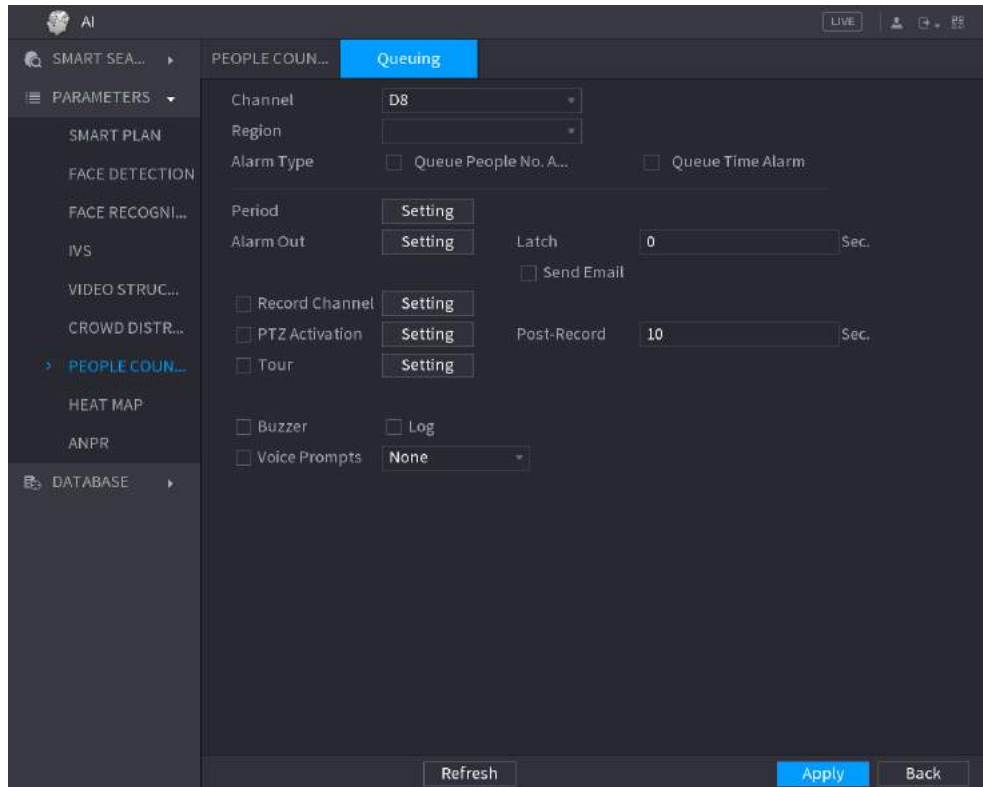 AI
LIVE
SMART SEA...
PEOPLE COUN...
Queuing
PARAMETERS
Channel
D8
SMART PLAN
Region
FACE DETECTION
Alarm Type
Queue People No. A...
Queue Time Alarm
FACE RECOGNI...
Period
Setting
IVS
Alarm Out
Setting
Latch
0
Sec.
Send Email
VIDEO STRUC...
Record Channel
Setting
CROWD DISTR...
PTZ Activation
Setting
Post-Record
10
Sec.
PEOPLE COUN...
Tour
Setting
HEAT MAP
Buzzer
Log
ANPR
Voice Prompts
None
DATABASE
Refresh
Apply
Back